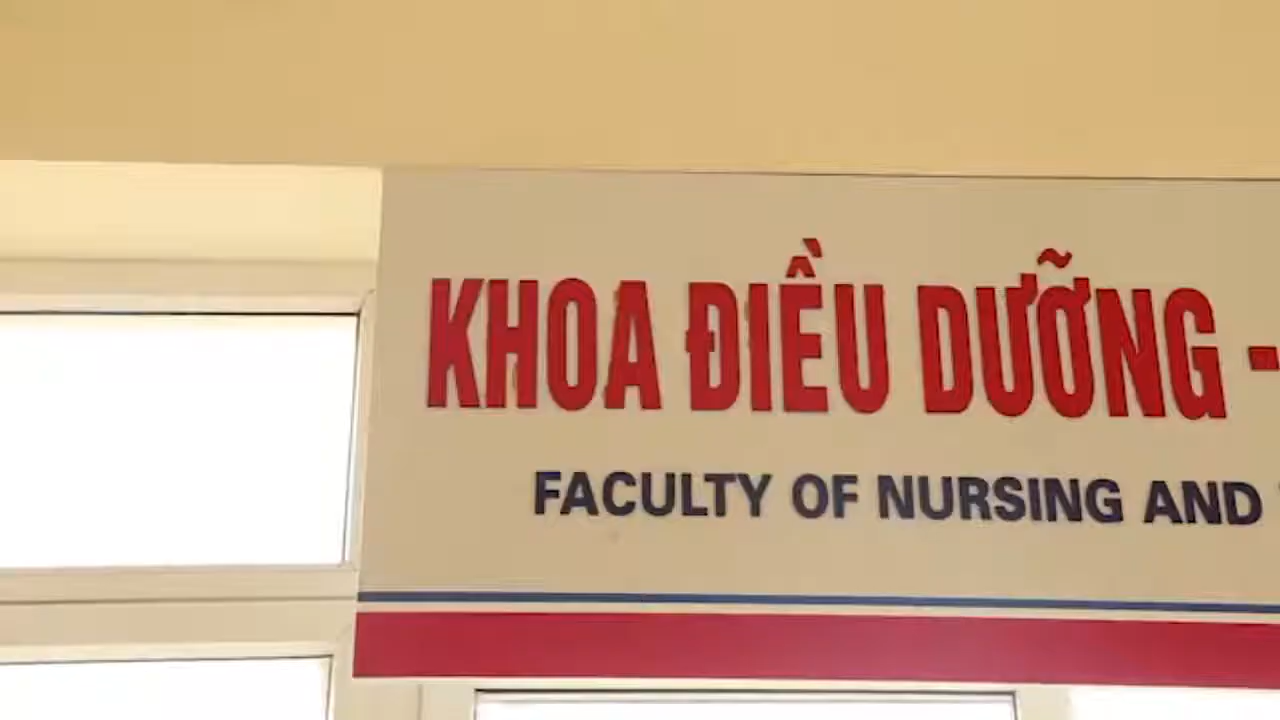 KHOA ĐIỀU DƯỠNG -
FACULTY OF NURSING AND